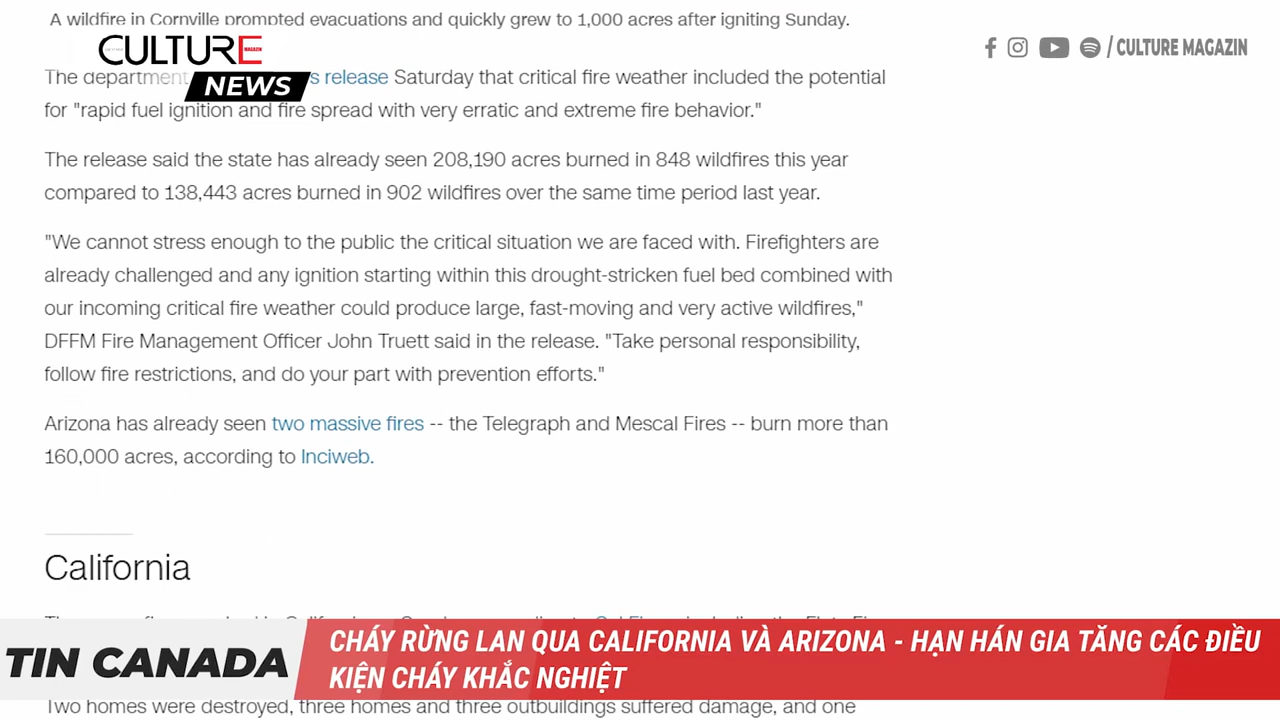 A wildfire in Cornville prompted evacuations and quickly grew to 1,000 acres after igniting Sunday.
CULTURE
MAGAZIN
NEWS
/ CULTURE MAGAZIN
The department s release Saturday that critical fire weather included the potential
for "rapid fuel ignition and fire spread with very erratic and extreme fire behavior."
The release said the state has already seen 208,190 acres burned in 848 wildfires this year
compared to 138,443 acres burned in 902 wildfires over the same time period last year.
"We cannot stress enough to the public the critical situation we are faced with. Firefighters are
already challenged and any ignition starting within this drought-stricken fuel bed combined with
our incoming critical fire weather could produce large, fast-moving and very active wildfires,"
DFFM Fire Management Officer John Truett said in the release. "Take personal responsibility,
follow fire restrictions, and do your part with prevention efforts."
Arizona has already seen two massive fires -- the Telegraph and Mescal Fires -- burn more than
160,000 acres, according to Inciweb.
California
TIN CANADA
CHÁY RỪNG LAN QUA CALIFORNIA VÀ ARIZONA - HẠN HÁN GIA TĂNG CÁC ĐIỀU
KIỆN CHÁY KHẮC NGHIỆT
Two homes were destroyed, three homes and three outbuildings suffered damage, and one